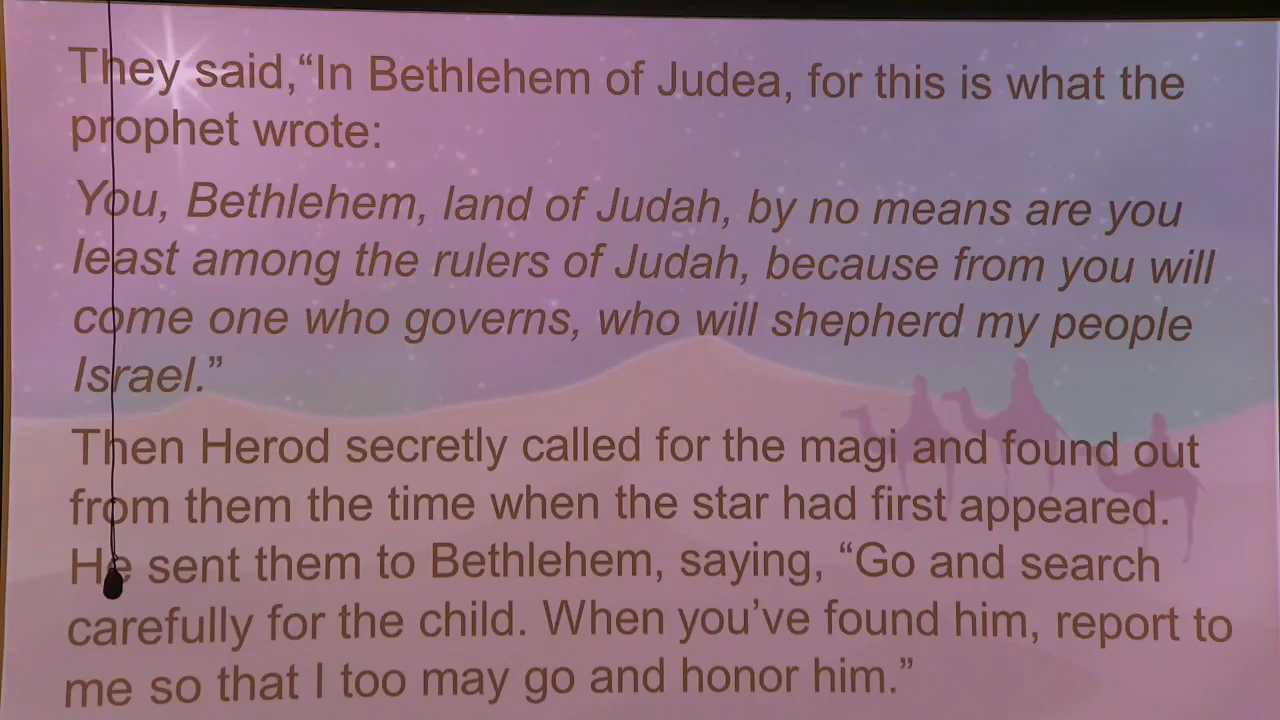 They said,“In Bethlehem of Judea, for this is what the
prophet wrote:
You, Bethlehem, land of Judah, by no means are you
least among the rulers of Judah, because from you will
come one who governs, who will shepherd my people
Israel.”
Then Herod secretly called for the magi and found out
from them the time when the star had first appeared.
He sent them to Bethlehem, saying, “Go and search
carefully for the child. When you’ve found him, report to
me so that I too may go and honor him.”